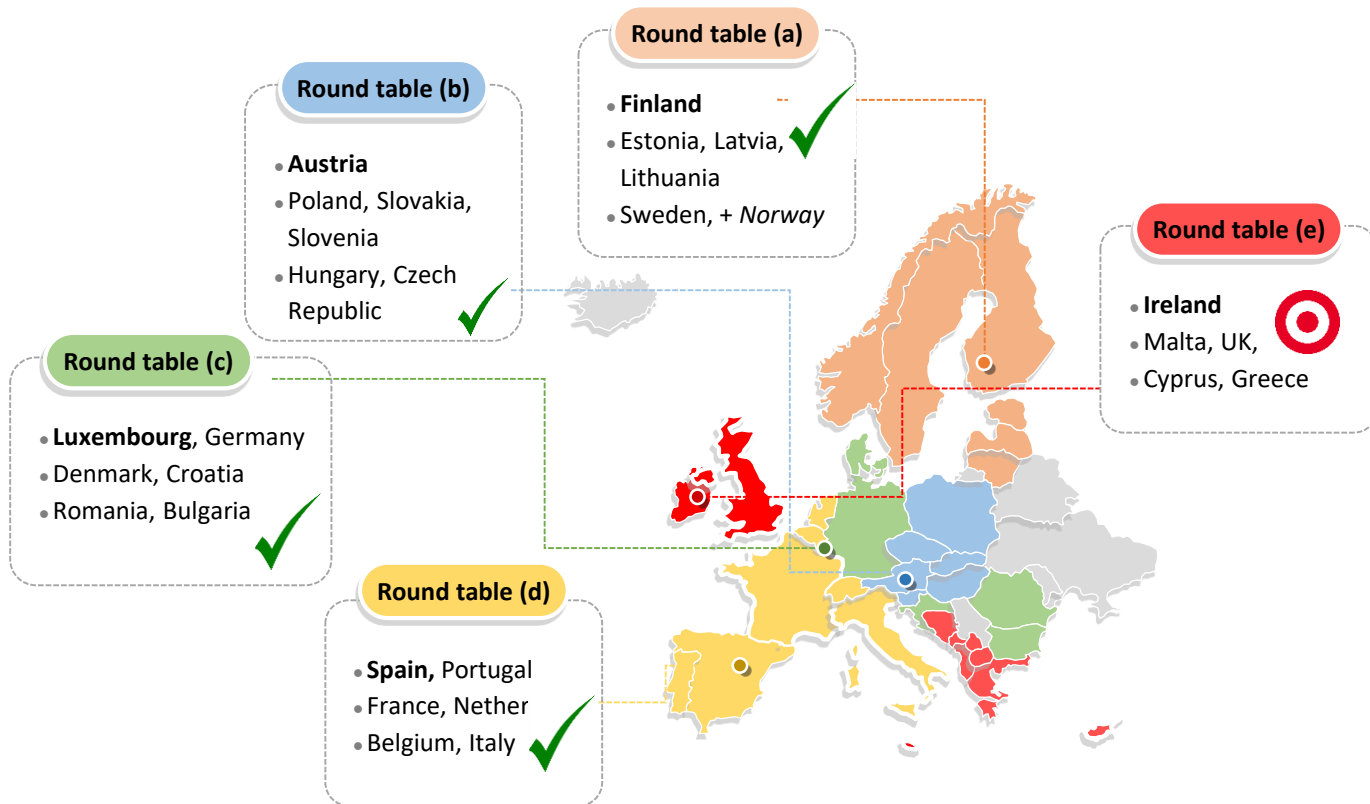 Round table (a)
Finland
Estonia, Latvia,
Lithuania
Sweden, + Norway
Round table (b)
Austria
Poland, Slovakia,
Slovenia
Hungary, Czech
Republic
Round table (e)
Ireland
Malta, UK,
Cyprus, Greece
Round table (c)
Luxembourg, Germany
Denmark, Croatia
Romania, Bulgaria
Round table (d)
Spain, Portugal
France, Nether
Belgium, Italy